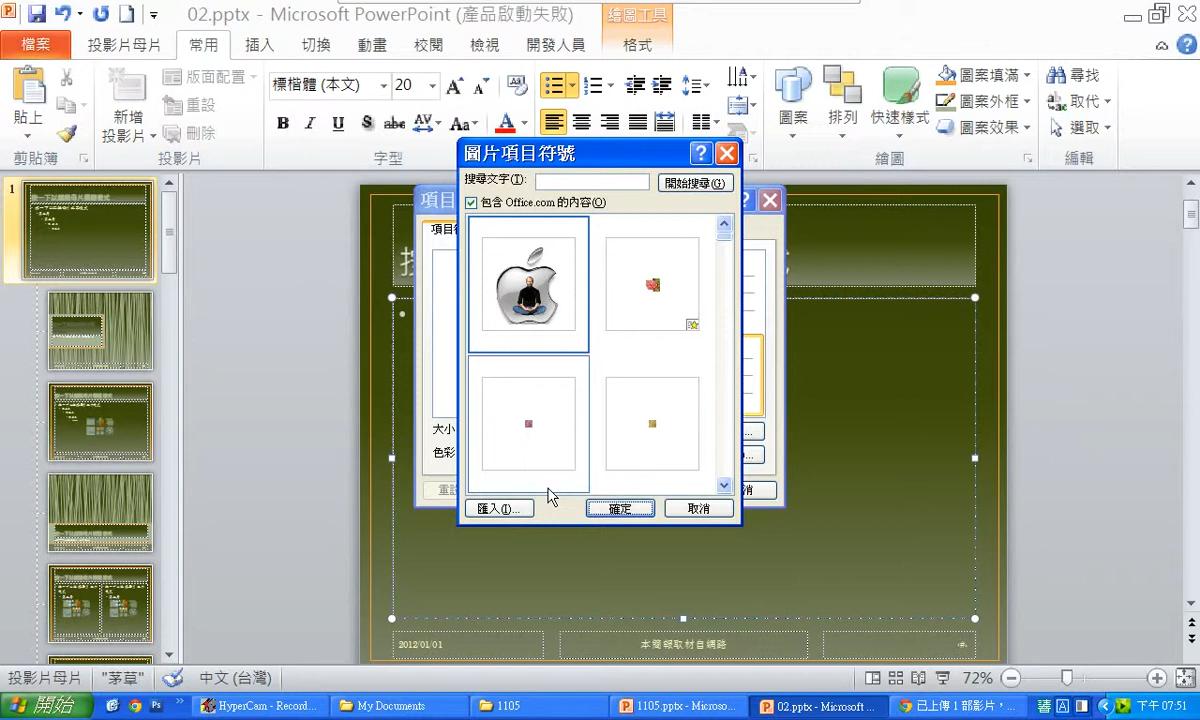 02.pptx - Microsoft PowerPoint (產品啟動失敗)
繪圖工具
檔案 投影片母片 常用 插入 切換 動畫 校閱 檢視 開發人員 格式
貼上
剪貼簿
新增
投影片
版面配置
重設
刪除
投影片
標楷體 (本文) 20
B I U S abc AV Aa A
字型
圖案
排列
快速樣式
圖案填滿
圖案外框
圖案效果
繪圖
尋找
取代
選取
編輯
圖片項目符號
搜尋文字(T):
開始搜尋(G)
包含 Office.com 的內容(O)
匯入(I)...
確定
取消
大小
色彩
1
2012/01/01
本簡報取材自網路
投影片母片 "茅草" 中文 (台灣)
72%
開始
HyperCam - Record...
My Documents
1105
1105.pptx - Microso...
02.pptx - Microsoft ...
已上傳 1 部影片，...
下午 07:51